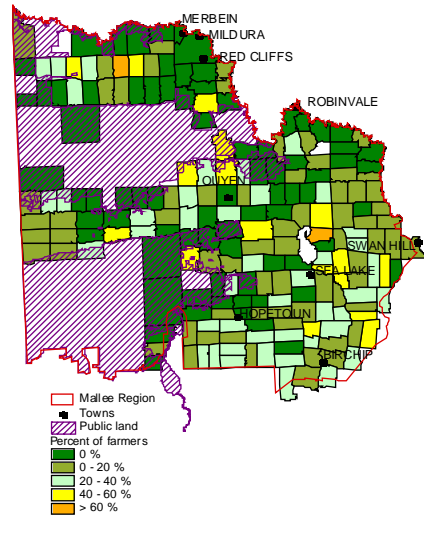 MERBEIN
MILDURA
RED CLIFFS
ROBINVALE
OUYEN
SWAN HILL
SEA LAKE
HOPETOUN
BIRCHIP
Mallee Region
Towns
Public land
Percent of farmers
0 %
0 - 20 %
20 - 40 %
40 - 60 %
> 60 %